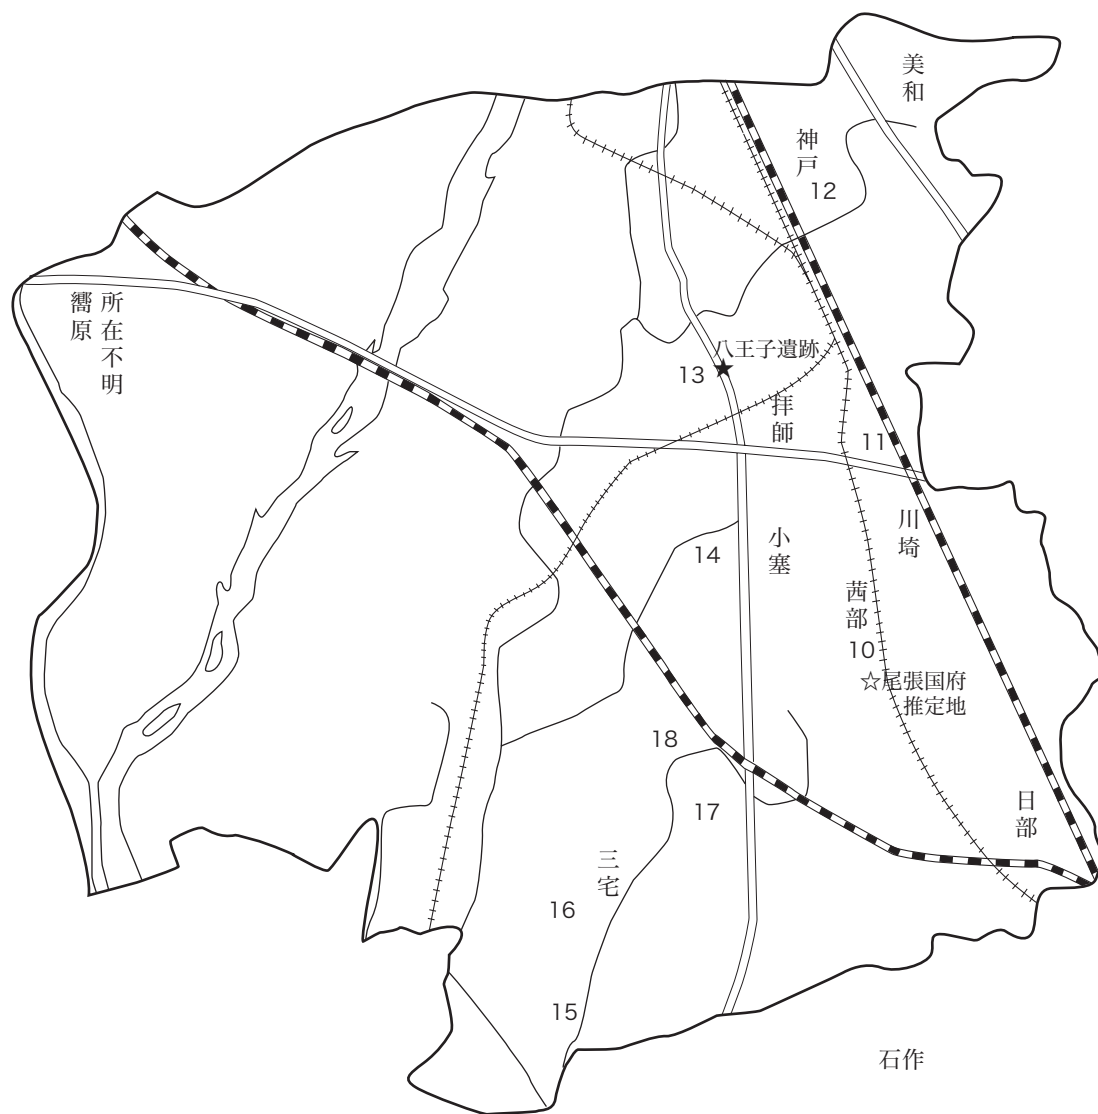 美和
神戸
12
所在不明
嚮原
八王子遺跡
13
拝師
11
川埼
小塞
14
茜部
10
尾張国府
推定地
18
17
日部
三宅
16
15
石作